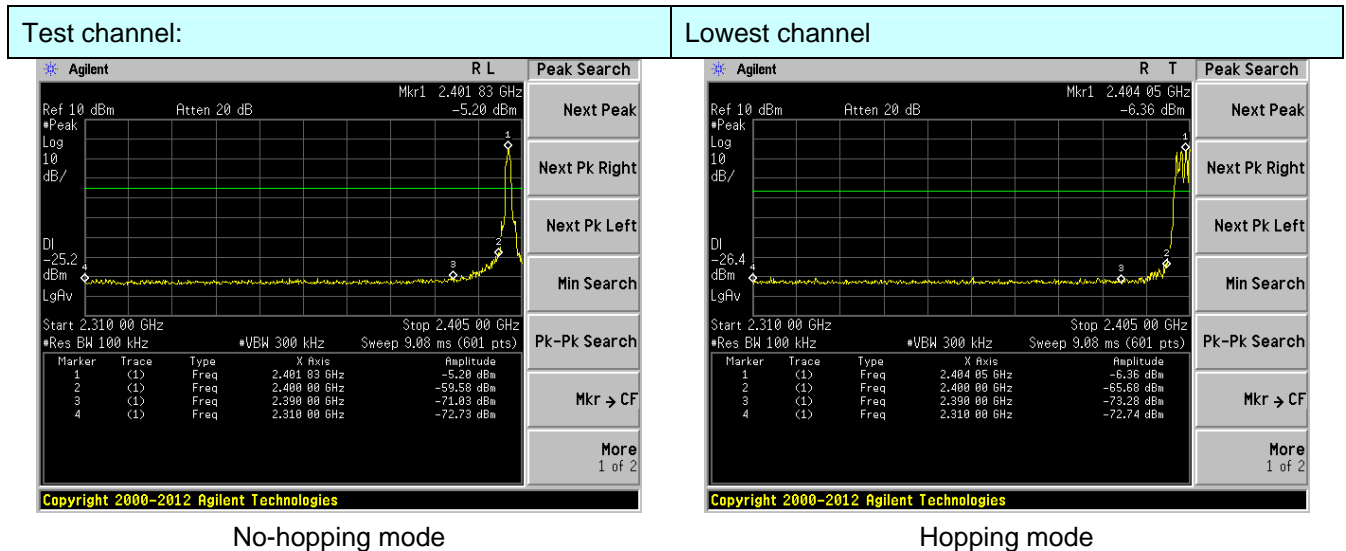 Test channel: Lowest channel
Agilent R L Peak Search
Mkr1 2.401 83 GHz
Ref 10 dBm Atten 20 dB -5.20 dBm
#Peak
Log
10
dB/
DI
-25.2
dBm
LgAv
1
2
3
4
Start 2.310 00 GHz Stop 2.405 00 GHz
#Res BW 100 kHz #VBW 300 kHz Sweep 9.08 ms (601 pts)
Marker Trace Type X Axis Amplitude
1 (1) Freq 2.401 83 GHz -5.20 dBm
2 (1) Freq 2.400 00 GHz -59.58 dBm
3 (1) Freq 2.390 00 GHz -71.03 dBm
4 (1) Freq 2.310 00 GHz -72.73 dBm
Next Peak
Next Pk Right
Next Pk Left
Min Search
Pk-Pk Search
Mkr → CF
More
1 of 2
Copyright 2000-2012 Agilent Technologies
No-hopping mode
Agilent R T Peak Search
Mkr1 2.404 05 GHz
Ref 10 dBm Atten 20 dB -6.36 dBm
#Peak
Log
10
dB/
DI
-26.4
dBm
LgAv
1
2
3
4
Start 2.310 00 GHz Stop 2.405 00 GHz
#Res BW 100 kHz #VBW 300 kHz Sweep 9.08 ms (601 pts)
Marker Trace Type X Axis Amplitude
1 (1) Freq 2.404 05 GHz -6.36 dBm
2 (1) Freq 2.400 00 GHz -65.68 dBm
3 (1) Freq 2.390 00 GHz -73.28 dBm
4 (1) Freq 2.310 00 GHz -72.74 dBm
Next Peak
Next Pk Right
Next Pk Left
Min Search
Pk-Pk Search
Mkr → CF
More
1 of 2
Copyright 2000-2012 Agilent Technologies
Hopping mode